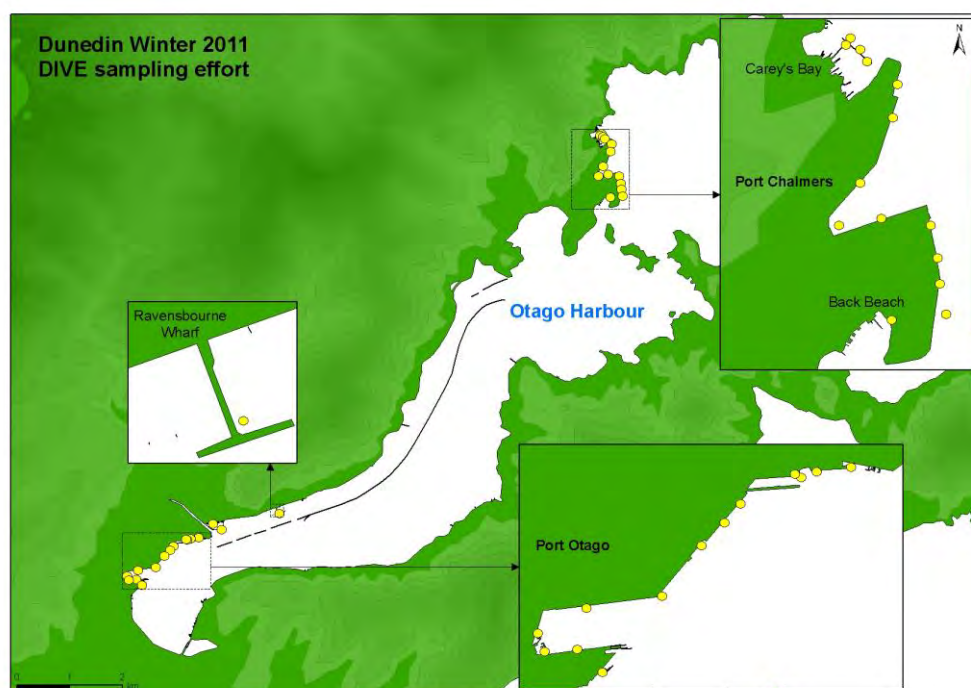 Dunedin Winter 2011
DIVE sampling effort
N
Carey's Bay
Port Chalmers
Back Beach
Otago Harbour
Ravensbourne
Wharf
Port Otago
0 1 2